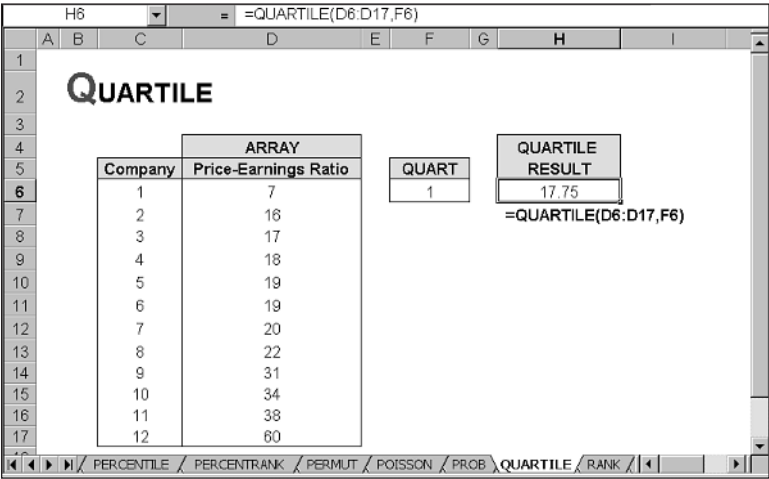 H6 = =QUARTILE(D6:D17,F6)
A B C D E F G H I
1
2 QUARTILE
3
4 ARRAY QUARTILE
5 Company Price-Earnings Ratio QUART RESULT
6 1 7 1 17.75
7 2 16 =QUARTILE(D6:D17,F6)
8 3 17
9 4 18
10 5 19
11 6 19
12 7 20
13 8 22
14 9 31
15 10 34
16 11 38
17 12 60
PERCENTILE PERCENTRANK PERMUT POISSON PROB QUARTILE RANK